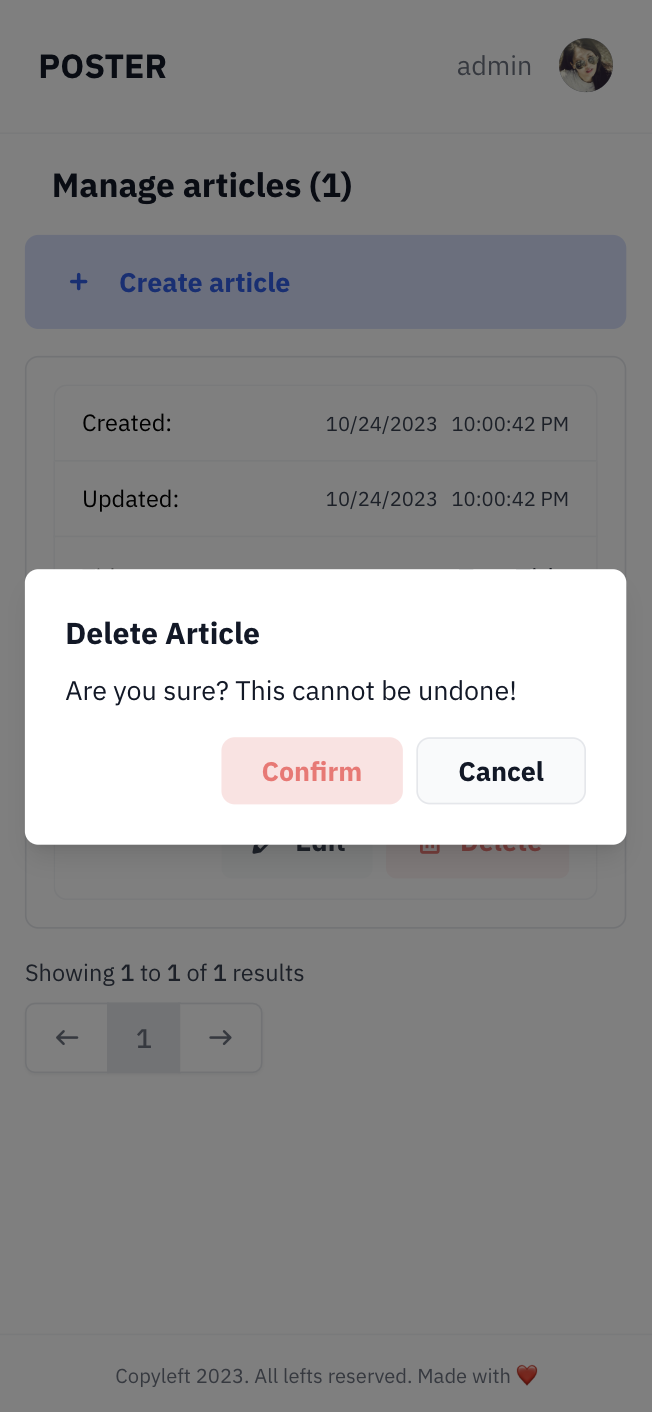 POSTER
admin
Manage articles (1)
+ Create article
Created: 10/24/2023 10:00:42 PM
Updated: 10/24/2023 10:00:42 PM
Delete Article
Are you sure? This cannot be undone!
Confirm Cancel
Edit Delete
Showing 1 to 1 of 1 results
← 1 →
Copyleft 2023. All lefts reserved. Made with ❤️